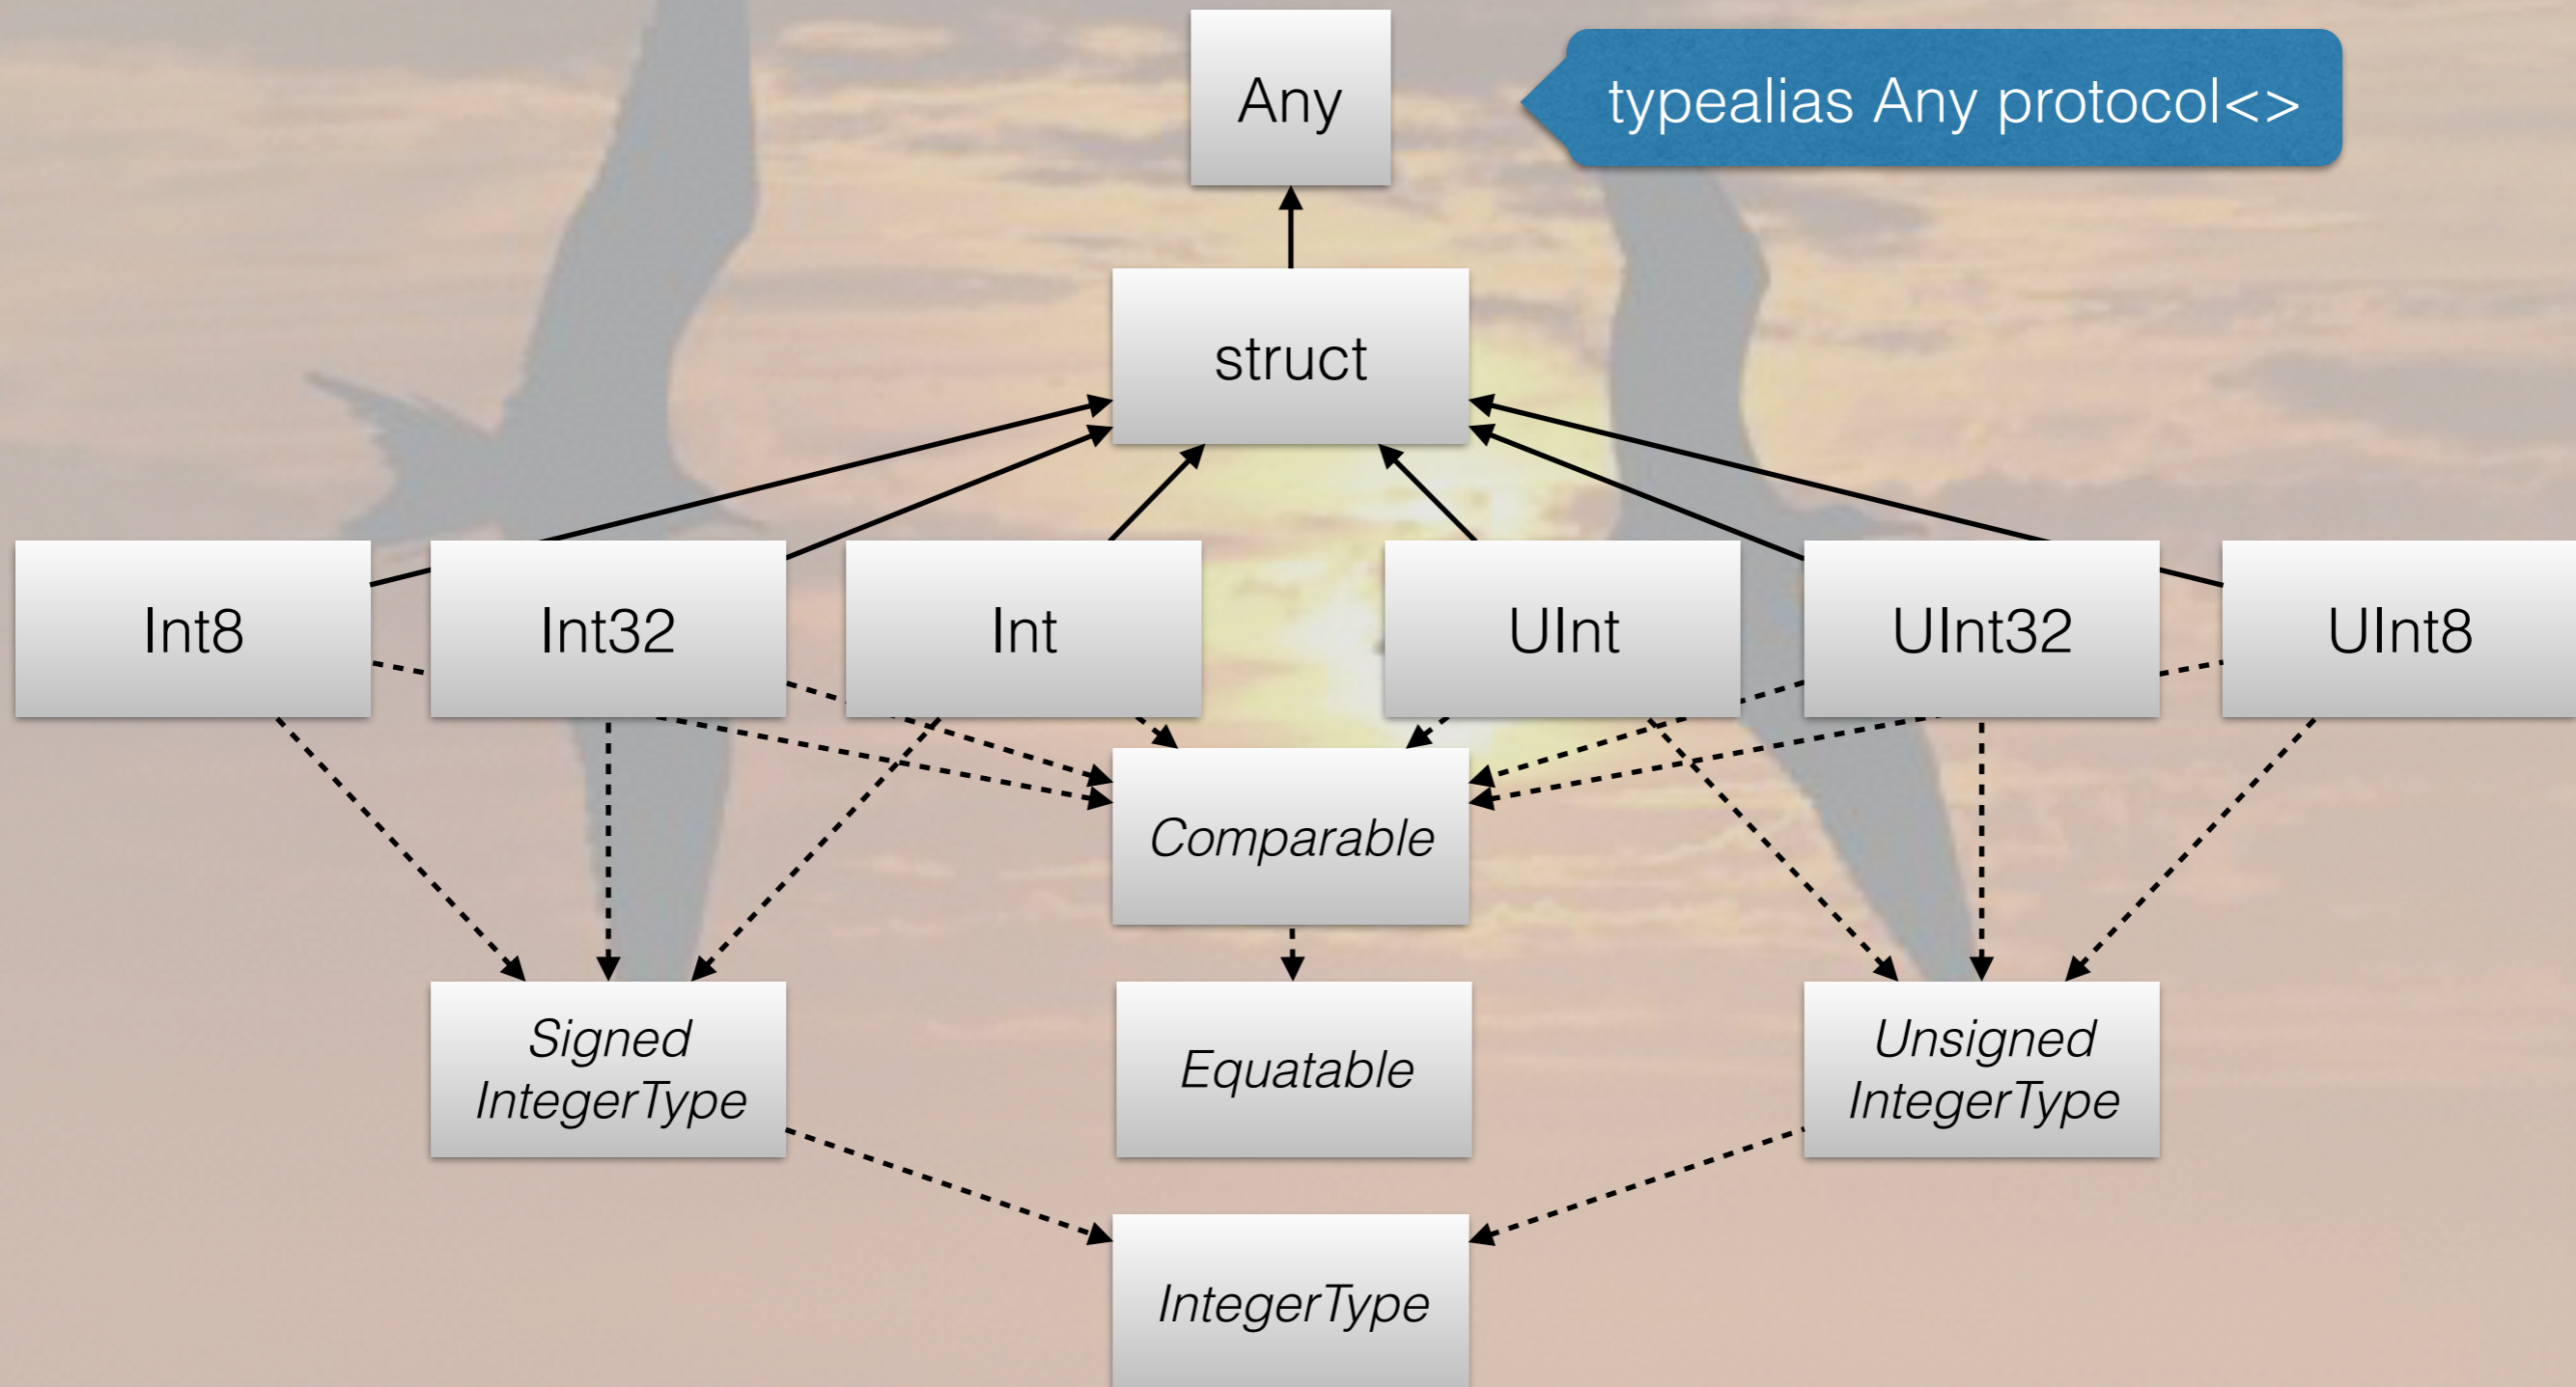 Any
typealias Any protocol<>
struct
Int8
Int32
Int
UInt
UInt32
UInt8
Comparable
Signed
IntegerType
Equatable
Unsigned
IntegerType
IntegerType